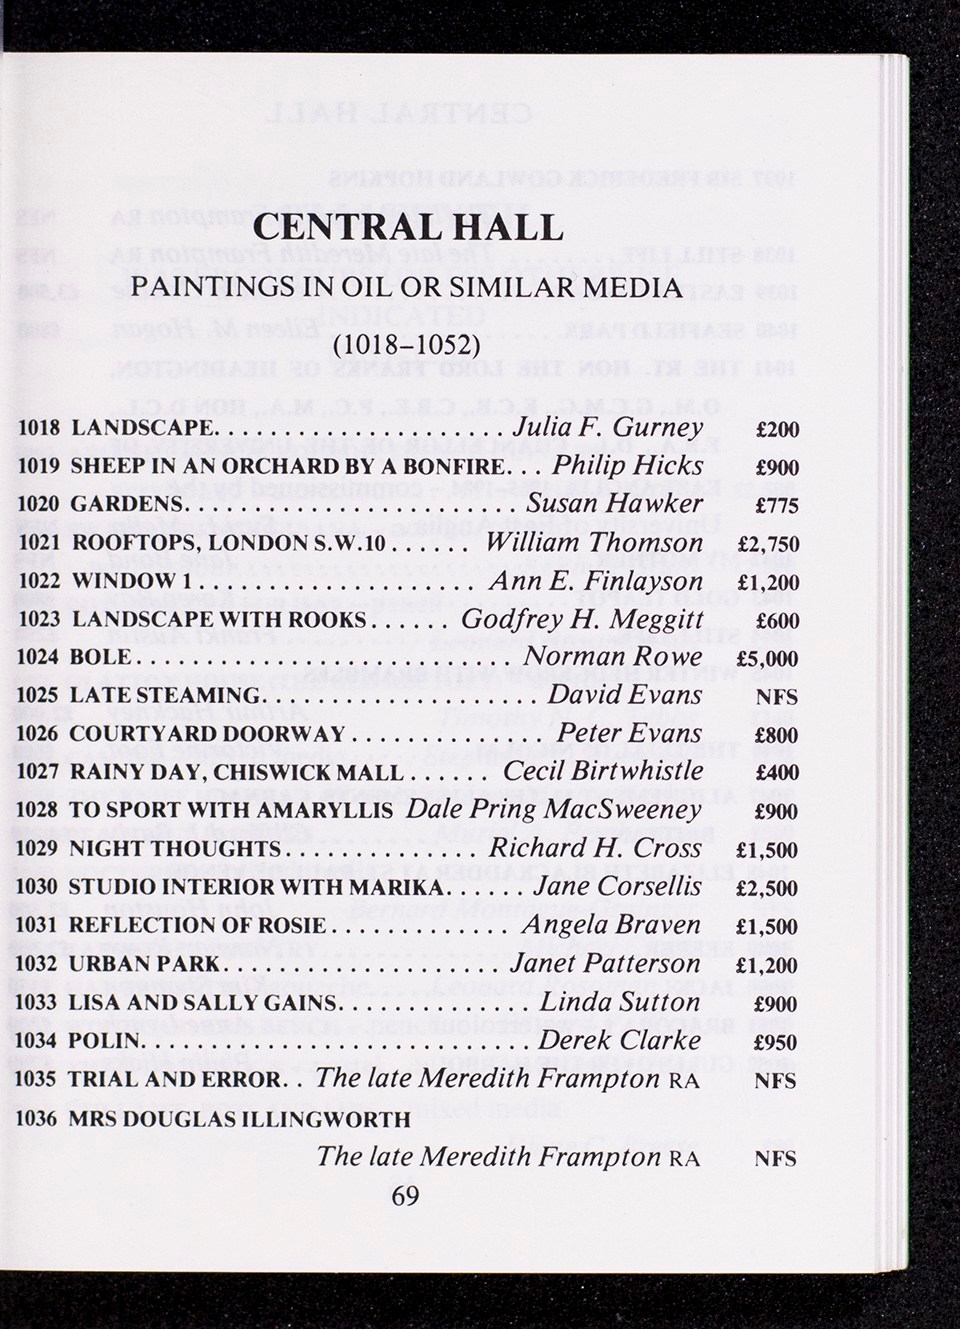 CENTRAL HALL
PAINTINGS IN OIL OR SIMILAR MEDIA
(1018–1052)
1018 LANDSCAPE. . . . . . . . . . . . . . . . . . . . . . . . . . Julia F. Gurney £200
1019 SHEEP IN AN ORCHARD BY A BONFIRE. . . Philip Hicks £900
1020 GARDENS. . . . . . . . . . . . . . . . . . . . . . . . . . . . . . Susan Hawker £775
1021 ROOFTOPS, LONDON S.W.10 . . . . . . . William Thomson £2,750
1022 WINDOW 1 . . . . . . . . . . . . . . . . . . . . . . . . . . Ann E. Finlayson £1,200
1023 LANDSCAPE WITH ROOKS . . . . . . . Godfrey H. Meggitt £600
1024 BOLE . . . . . . . . . . . . . . . . . . . . . . . . . . . . . . . . . . Norman Rowe £5,000
1025 LATE STEAMING. . . . . . . . . . . . . . . . . . . . . . . . . . David Evans NFS
1026 COURTYARD DOORWAY . . . . . . . . . . . . . . . . . . Peter Evans £800
1027 RAINY DAY, CHISWICK MALL . . . . . . . Cecil Birtwhistle £400
1028 TO SPORT WITH AMARYLLIS Dale Pring MacSweeney £900
1029 NIGHT THOUGHTS. . . . . . . . . . . . . . . . . . Richard H. Cross £1,500
1030 STUDIO INTERIOR WITH MARIKA. . . . . . . Jane Corsellis £2,500
1031 REFLECTION OF ROSIE . . . . . . . . . . . . . . . Angela Braven £1,500
1032 URBAN PARK. . . . . . . . . . . . . . . . . . . . . . . . . Janet Patterson £1,200
1033 LISA AND SALLY GAINS . . . . . . . . . . . . . . . . . . Linda Sutton £900
1034 POLIN. . . . . . . . . . . . . . . . . . . . . . . . . . . . . . . . . . . Derek Clarke £950
1035 TRIAL AND ERROR. . The late Meredith Frampton RA NFS
1036 MRS DOUGLAS ILLINGWORTH
The late Meredith Frampton RA NFS
69